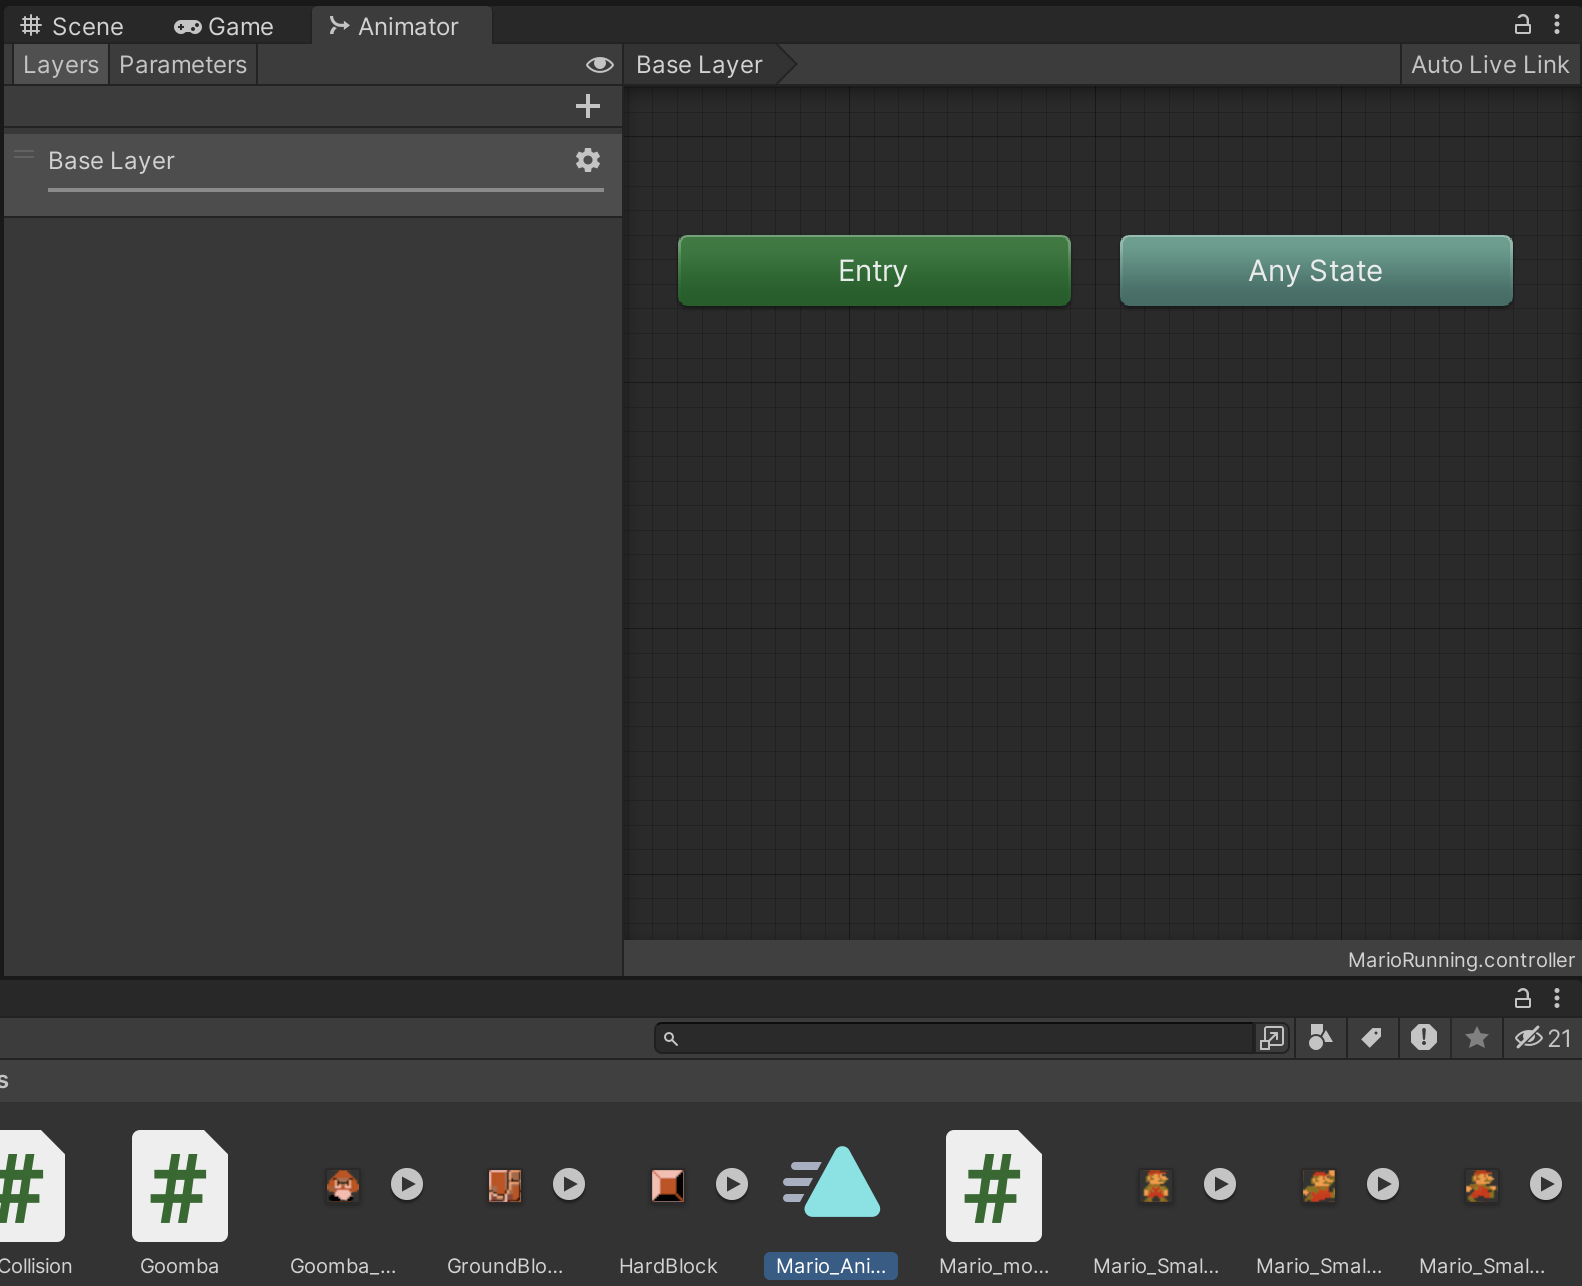 Scene Game Animator
Layers Parameters
Base Layer
Auto Live Link
Base Layer
Entry
Any State
MarioRunning.controller
21
s
Collision
Goomba
Goomba_...
GroundBlo...
HardBlock
Mario_Ani...
Mario_mo...
Mario_Smal...
Mario_Smal...
Mario_Smal...